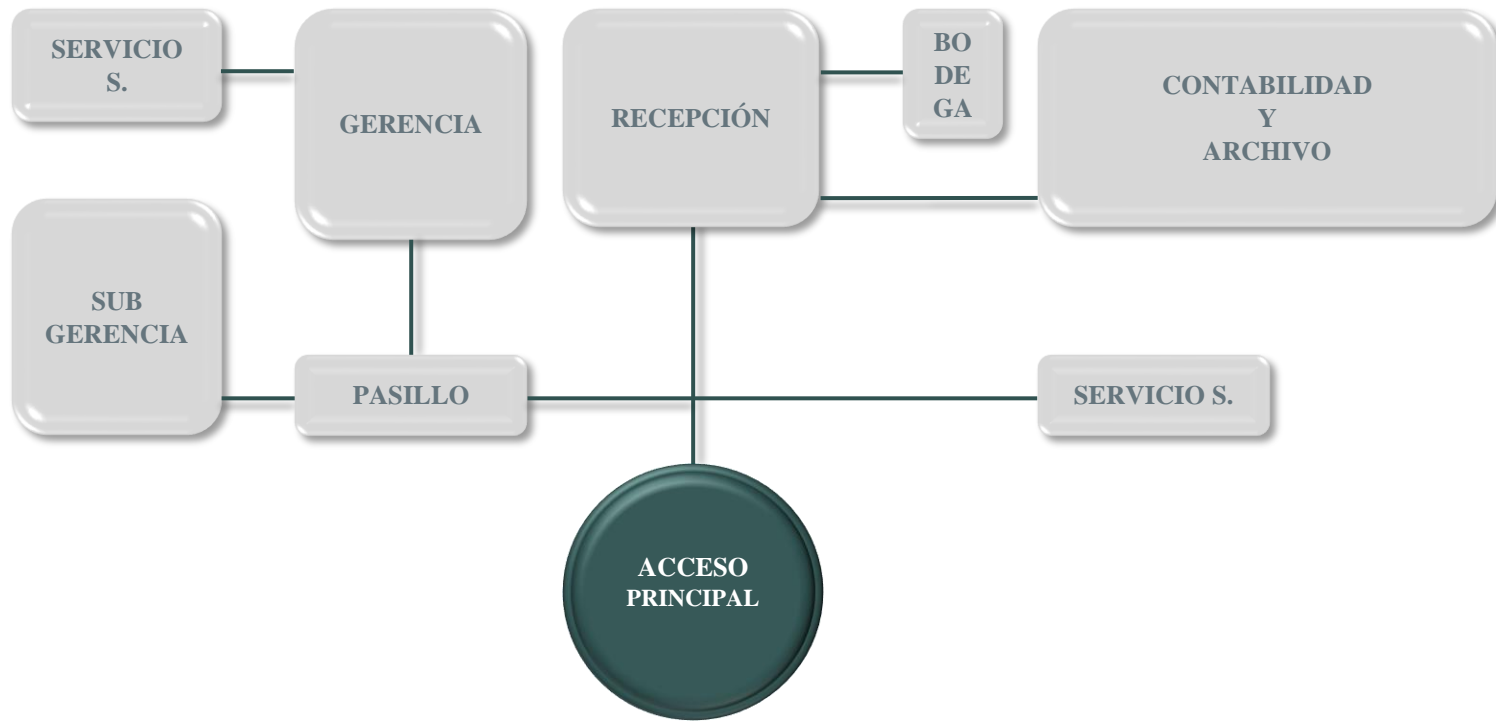 SERVICIO
S.
GERENCIA
RECEPCIÓN
BO
DE
GA
CONTABILIDAD
Y
ARCHIVO
SUB
GERENCIA
PASILLO
SERVICIO S.
ACCESO
PRINCIPAL